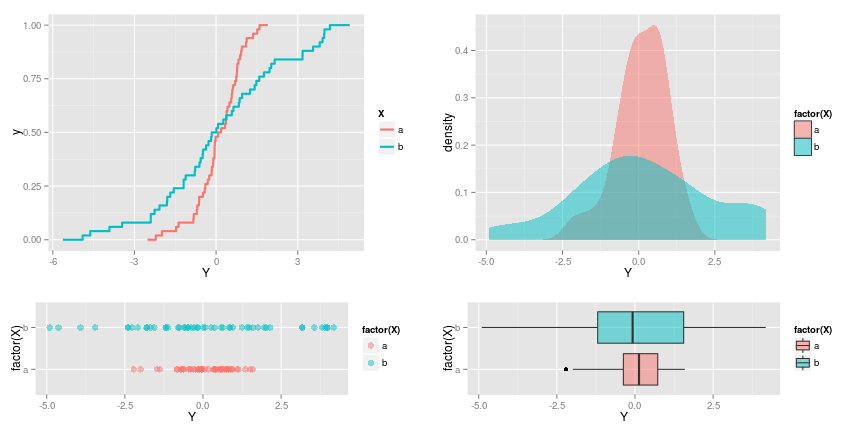 1.00
0.75
0.50
0.25
0.00
y
-6
-3
0
3
Y
X
a
b
0.4
0.3
0.2
0.1
0.0
density
-5.0
-2.5
0.0
2.5
Y
factor(X)
a
b
b
a
factor(X)
-5.0
-2.5
0.0
2.5
Y
factor(X)
a
b
b
a
factor(X)
-5.0
-2.5
0.0
2.5
Y
factor(X)
a
b